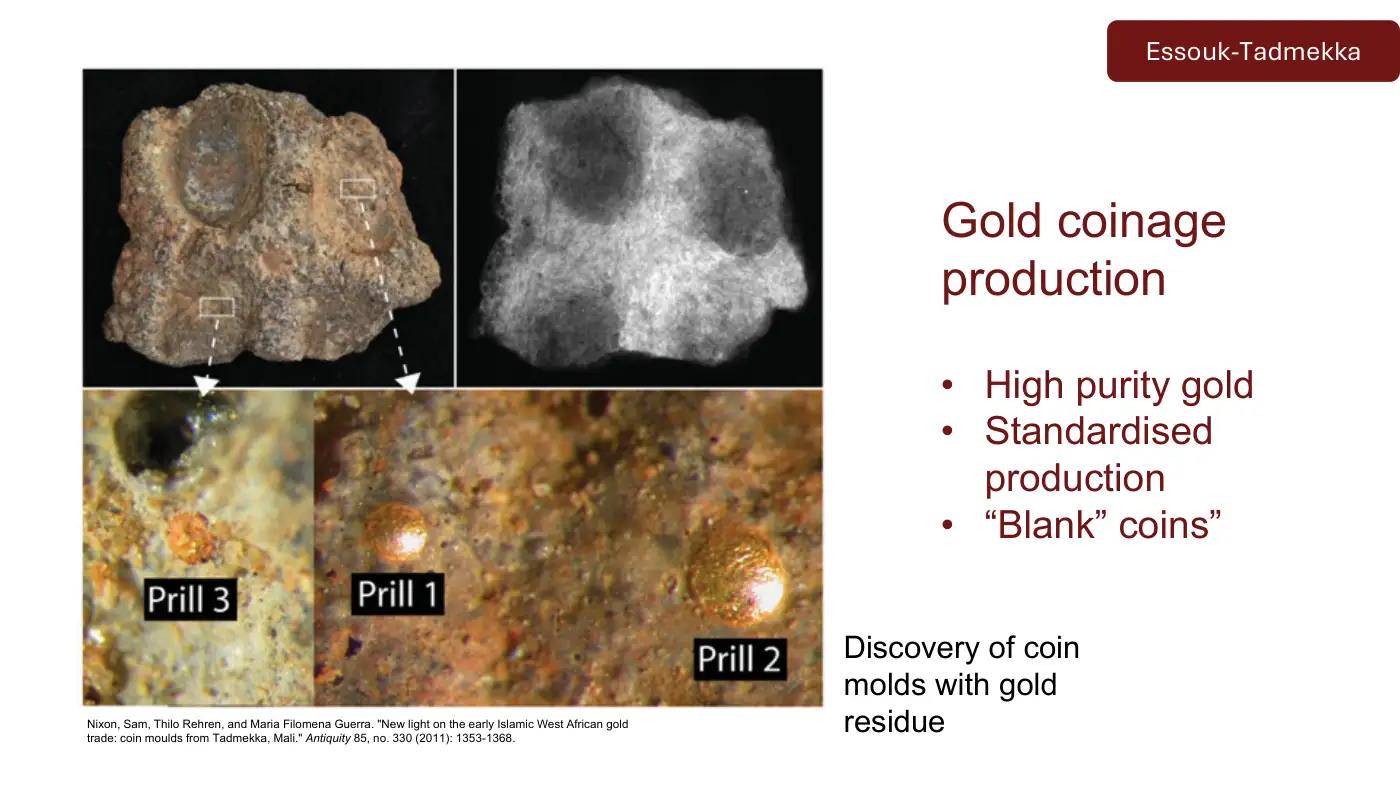 Essouk-Tadmekka
Gold coinage
production
• High purity gold
• Standardised
production
• “Blank” coins”
Prill 3
Prill 1
Prill 2
Discovery of coin
molds with gold
residue
Nixon, Sam, Thilo Rehren, and Maria Filomena Guerra. "New light on the early Islamic West African gold
trade: coin moulds from Tadmekka, Mali." Antiquity 85, no. 330 (2011): 1353-1368.